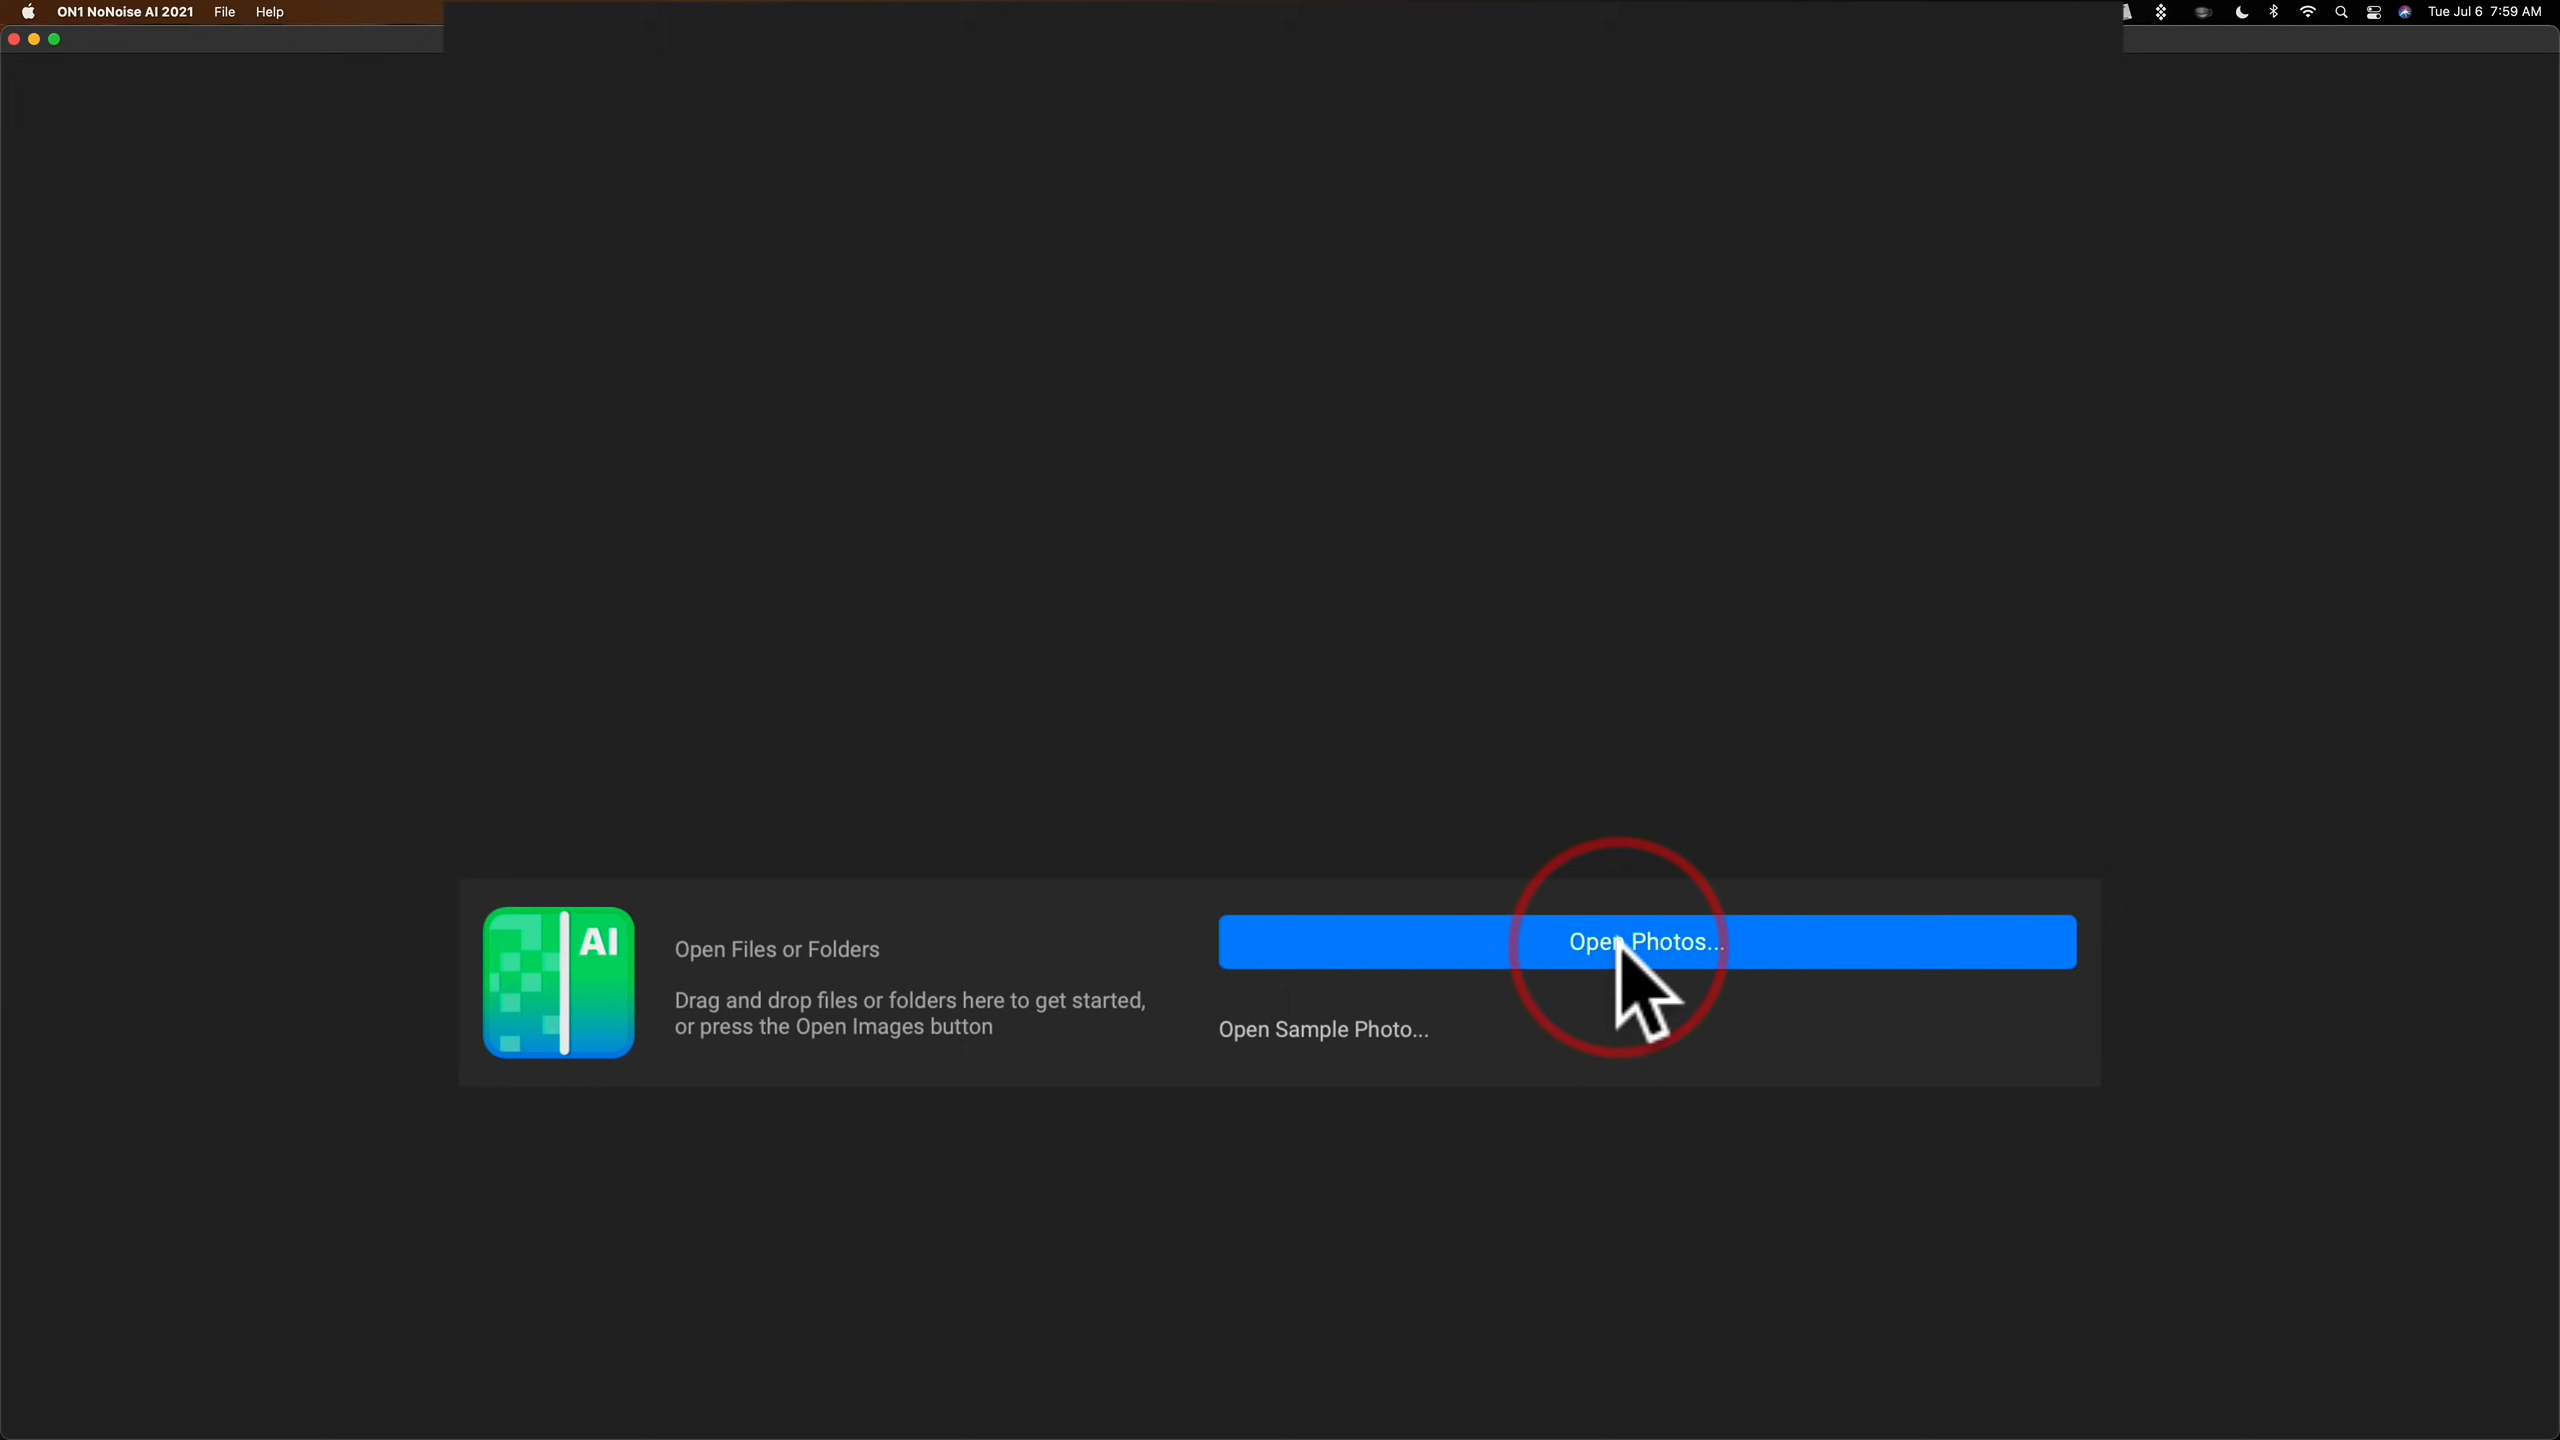 ON1 NoNoise AI 2021 File Help
Tue Jul 6 7:59 AM
AI
Open Files or Folders
Drag and drop files or folders here to get started,
or press the Open Images button
Open Photos...
Open Sample Photo...